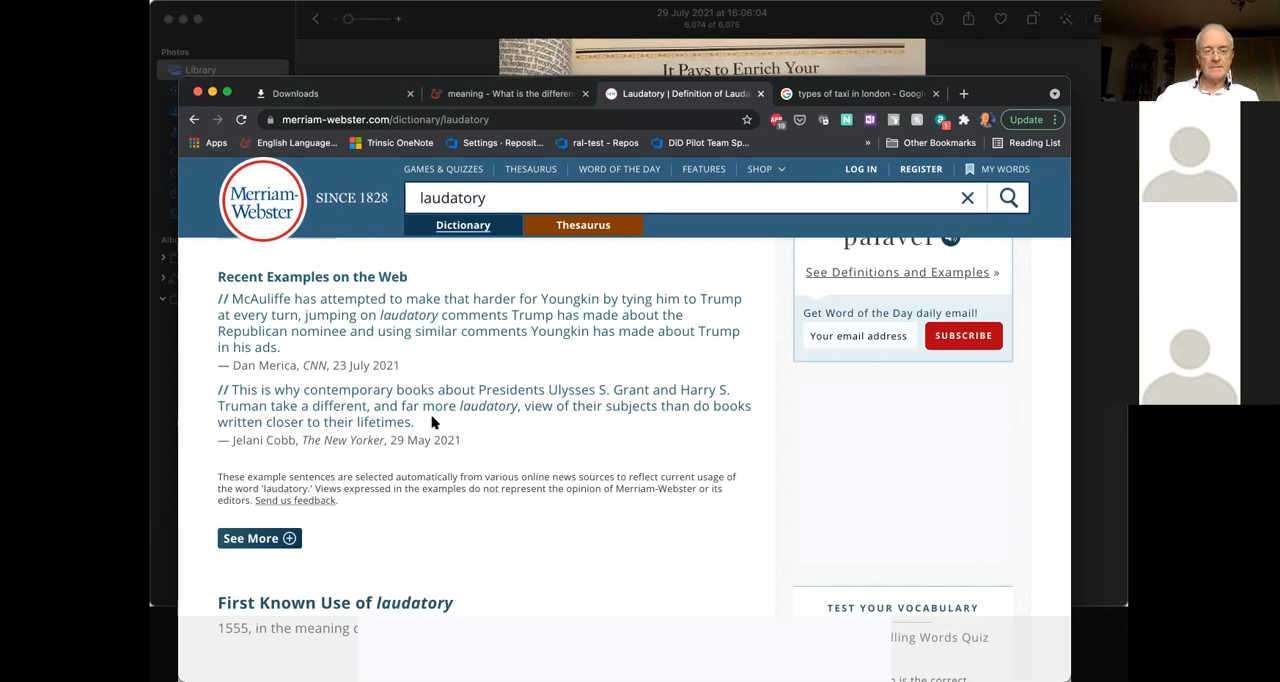 29 July 2021 at 16:06:04
6,074 of 6,075
Photos
Library
It Pays to Enrich Your
Downloads
meaning - What is the differen
Laudatory | Definition of Lauda
types of taxi in london - Googl
merriam-webster.com/dictionary/laudatory
Update
Apps
English Language...
Trinsic OneNote
Settings · Reposit...
ral-test - Repos
DiD Pilot Team Sp...
»
Other Bookmarks
Reading List
GAMES & QUIZZES
THESAURUS
WORD OF THE DAY
FEATURES
SHOP
LOG IN
REGISTER
MY WORDS
Merriam-
Webster
SINCE 1828
laudatory
Dictionary
Thesaurus
Recent Examples on the Web
// McAuliffe has attempted to make that harder for Youngkin by tying him to Trump
at every turn, jumping on laudatory comments Trump has made about the
Republican nominee and using similar comments Youngkin has made about Trump
in his ads.
— Dan Merica, CNN, 23 July 2021
// This is why contemporary books about Presidents Ulysses S. Grant and Harry S.
Truman take a different, and far more laudatory, view of their subjects than do books
written closer to their lifetimes.
— Jelani Cobb, The New Yorker, 29 May 2021
These example sentences are selected automatically from various online news sources to reflect current usage of
the word 'laudatory.' Views expressed in the examples do not represent the opinion of Merriam-Webster or its
editors. Send us feedback.
See More
First Known Use of laudatory
1555, in the meaning
palaver
See Definitions and Examples »
Get Word of the Day daily email!
Your email address
SUBSCRIBE
TEST YOUR VOCABULARY
lling Words Quiz
is the correct